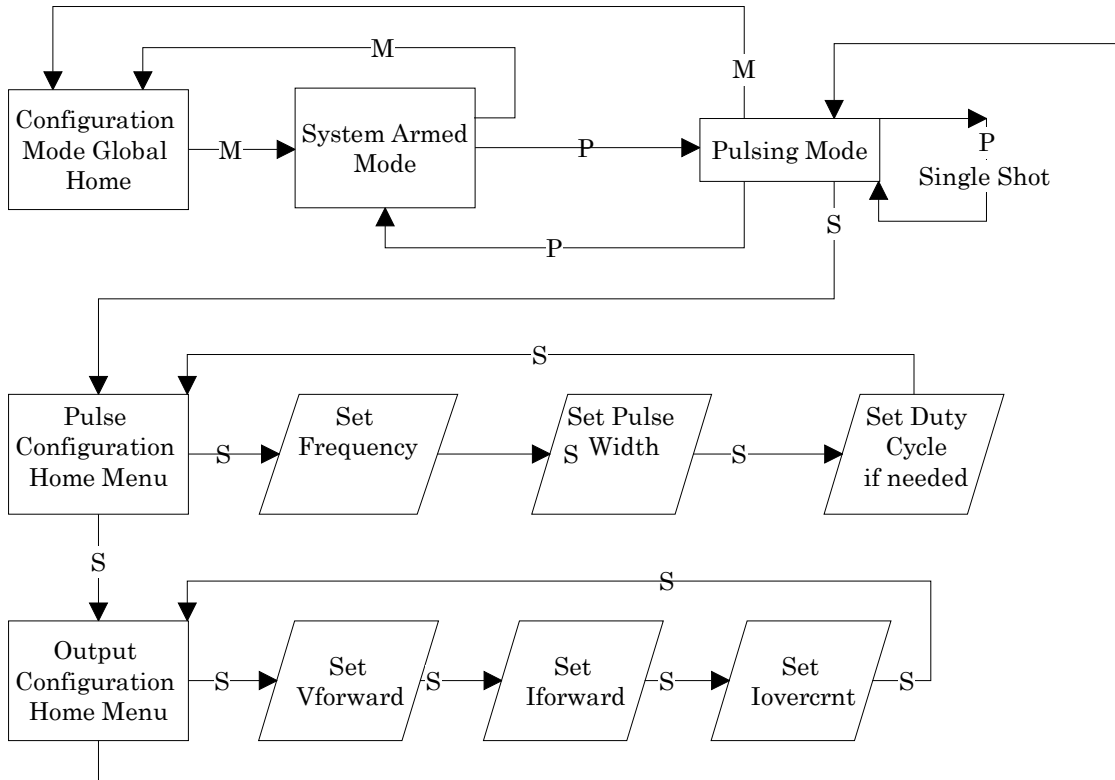 M
M
M
Configuration
Mode Global
Home
M
System Armed
Mode
P
Pulsing Mode
P
Single Shot
P
S
S
Pulse
Configuration
Home Menu
S
Set
Frequency
S
Set Pulse
Width
S
Set Duty
Cycle
if needed
S
S
Output
Configuration
Home Menu
S
Set
Vforward
S
Set
Iforward
S
Set
Iovercrnt
S